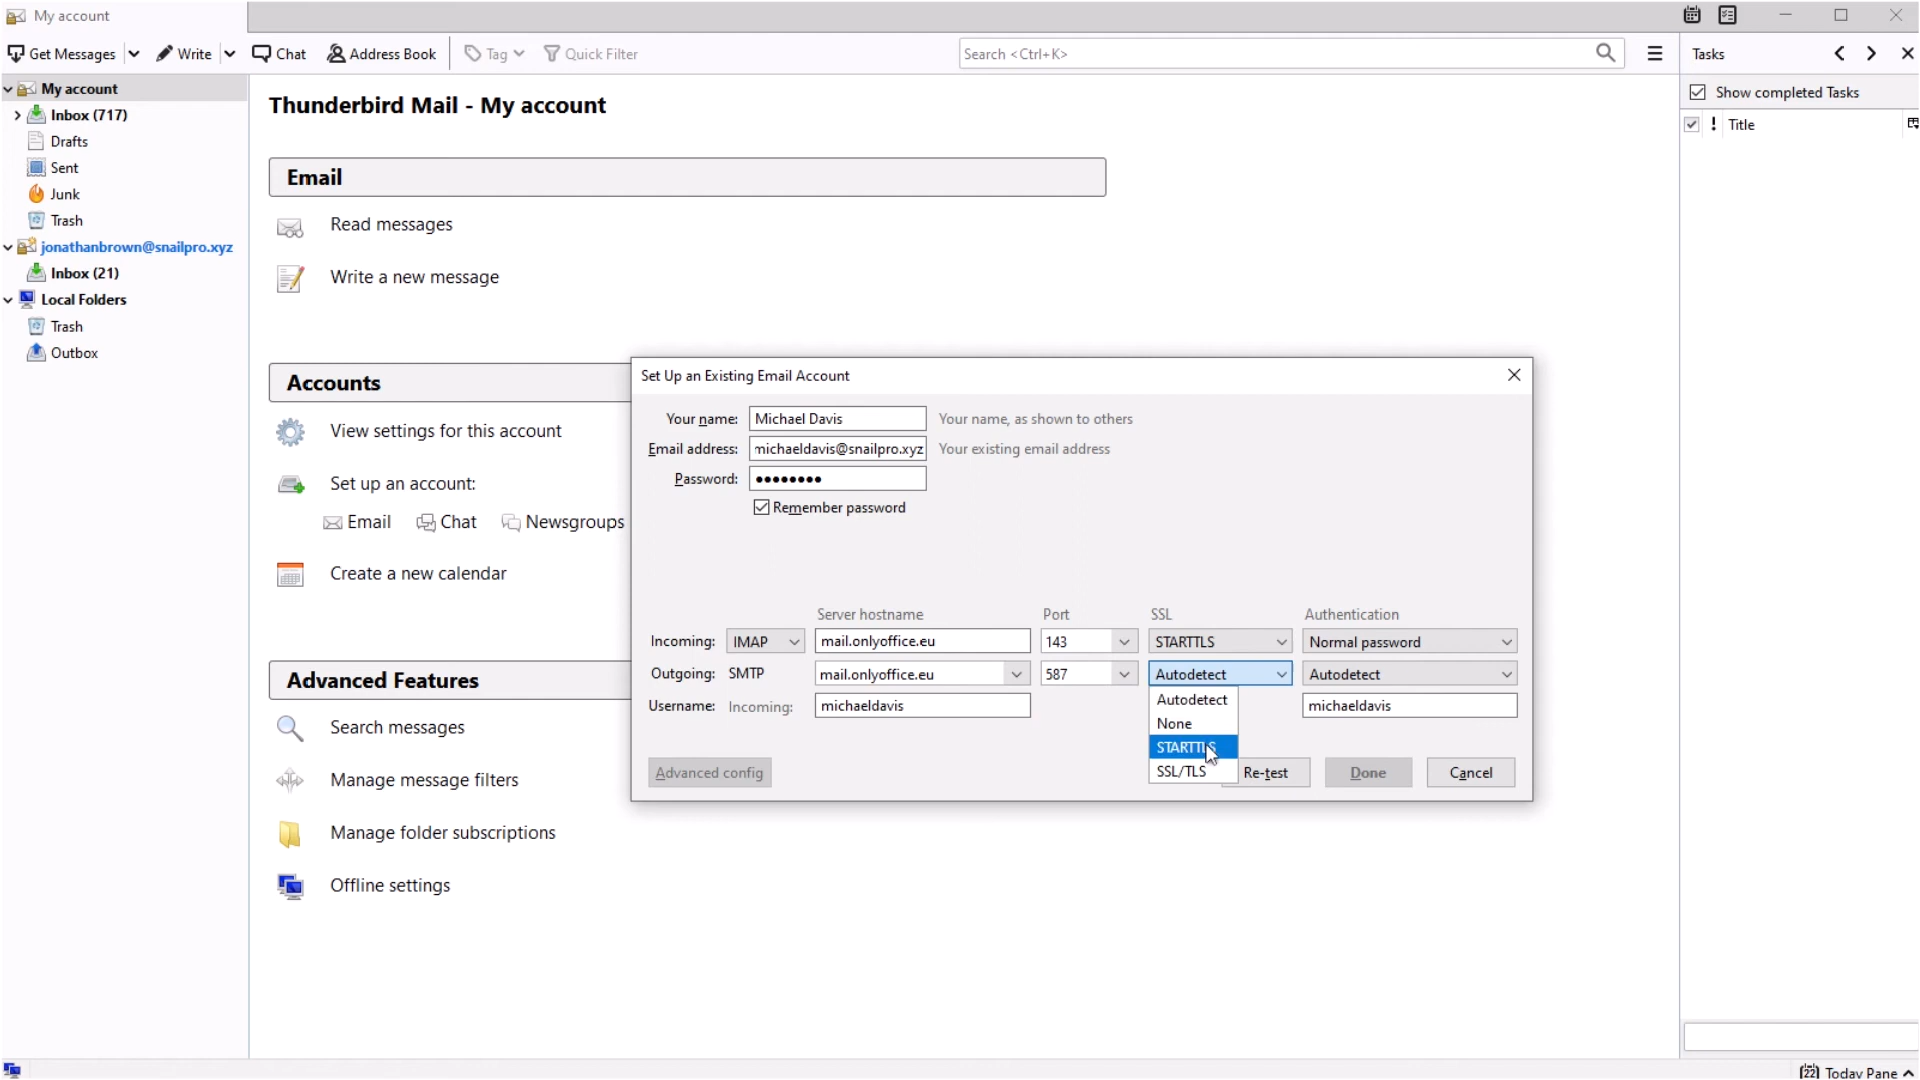 My account
Get Messages
Write
Chat
Address Book
Tag
Quick Filter
Search <Ctrl+K>
Tasks
Show completed Tasks
! Title
My account
Inbox (717)
Drafts
Sent
Junk
Trash
jonathanbrown@snailpro.xyz
Inbox (21)
Local Folders
Trash
Outbox
Thunderbird Mail - My account
Email
Read messages
Write a new message
Accounts
View settings for this account
Set up an account:
Email Chat Newsgroups
Create a new calendar
Advanced Features
Search messages
Manage message filters
Manage folder subscriptions
Offline settings
Set Up an Existing Email Account
Your name: Michael Davis Your name, as shown to others
Email address: michaeldavis@snailpro.xyz Your existing email address
Password: ••••••••
Remember password
Server hostname Port SSL Authentication
Incoming: IMAP mail.onlyoffice.eu 143 STARTTLS Normal password
Outgoing: SMTP mail.onlyoffice.eu 587 Autodetect Autodetect
Username: Incoming: michaeldavis michaeldavis
Autodetect
None
STARTTLS
SSL/TLS
Advanced config Re-test Done Cancel
22 Today Pane